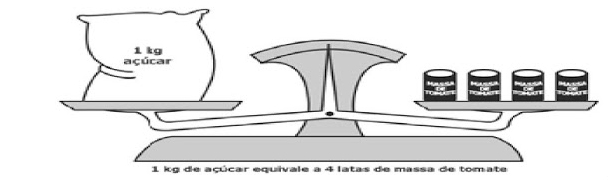 1 kg
açúcar
MASSA
DE
TOMATE
MASSA
DE
TOMATE
MASSA
DE
TOMATE
MASSA
DE
TOMATE
1 kg de açúcar equivale a 4 latas de massa de tomate